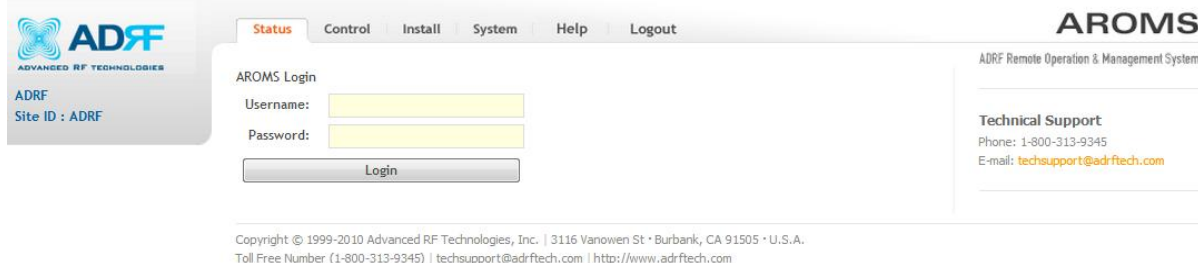 ADRF
ADVANCED RF TECHNOLOGIES
ADRF
Site ID : ADRF
Status Control Install System Help Logout
AROMS Login
Username:
Password:
Login
AROMS
ADRF Remote Operation & Management System
Technical Support
Phone: 1-800-313-9345
E-mail: techsupport@adrftech.com
Copyright © 1999-2010 Advanced RF Technologies, Inc. | 3116 Vanowen St · Burbank, CA 91505 · U.S.A.
Toll Free Number (1-800-313-9345) | techsupport@adrftech.com | http://www.adrftech.com